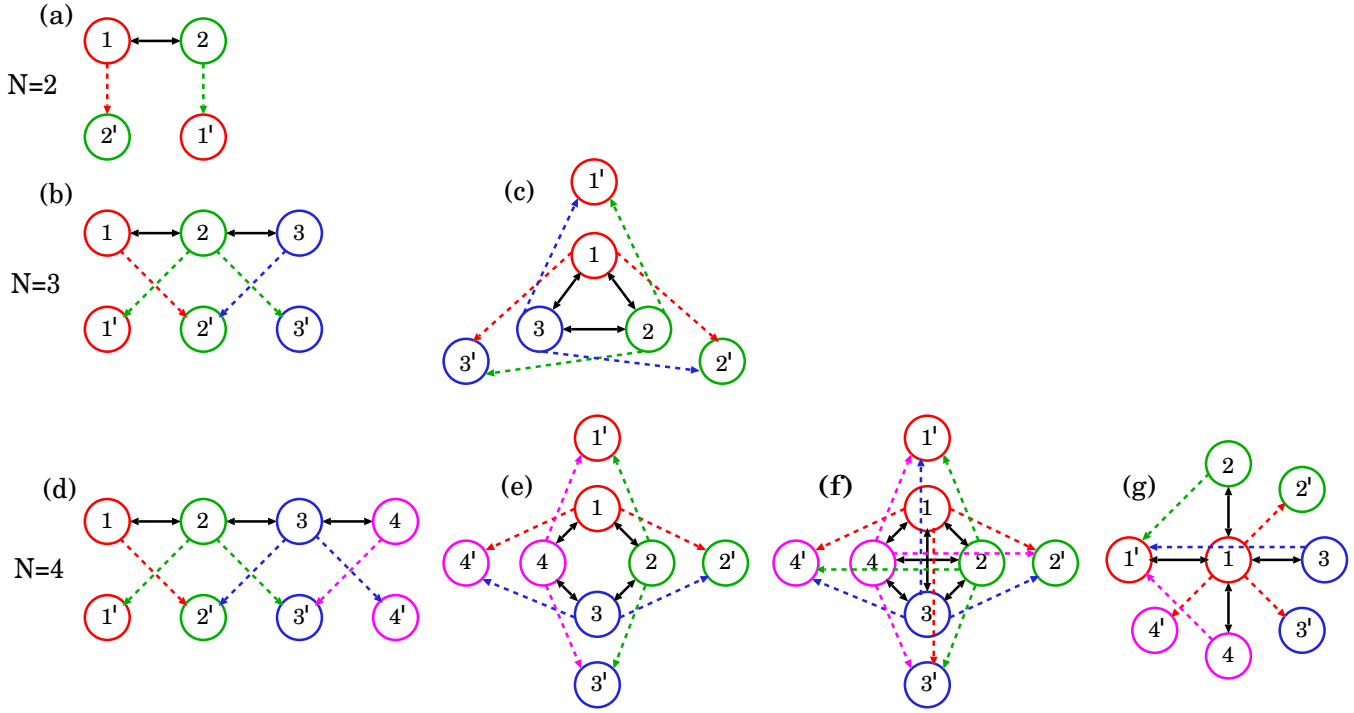 (a)
1 2
N=2
2' 1'
(b)
1 2 3
N=3
1' 2' 3'
(c)
1'
1
3 2
3' 2'
(d)
1 2 3 4
N=4
1' 2' 3' 4'
(e)
1'
1
4' 4 2 2'
3
3'
(f)
1'
1
4' 4 2 2'
3
3'
(g)
2
2'
1' 1 3
4' 3'
4